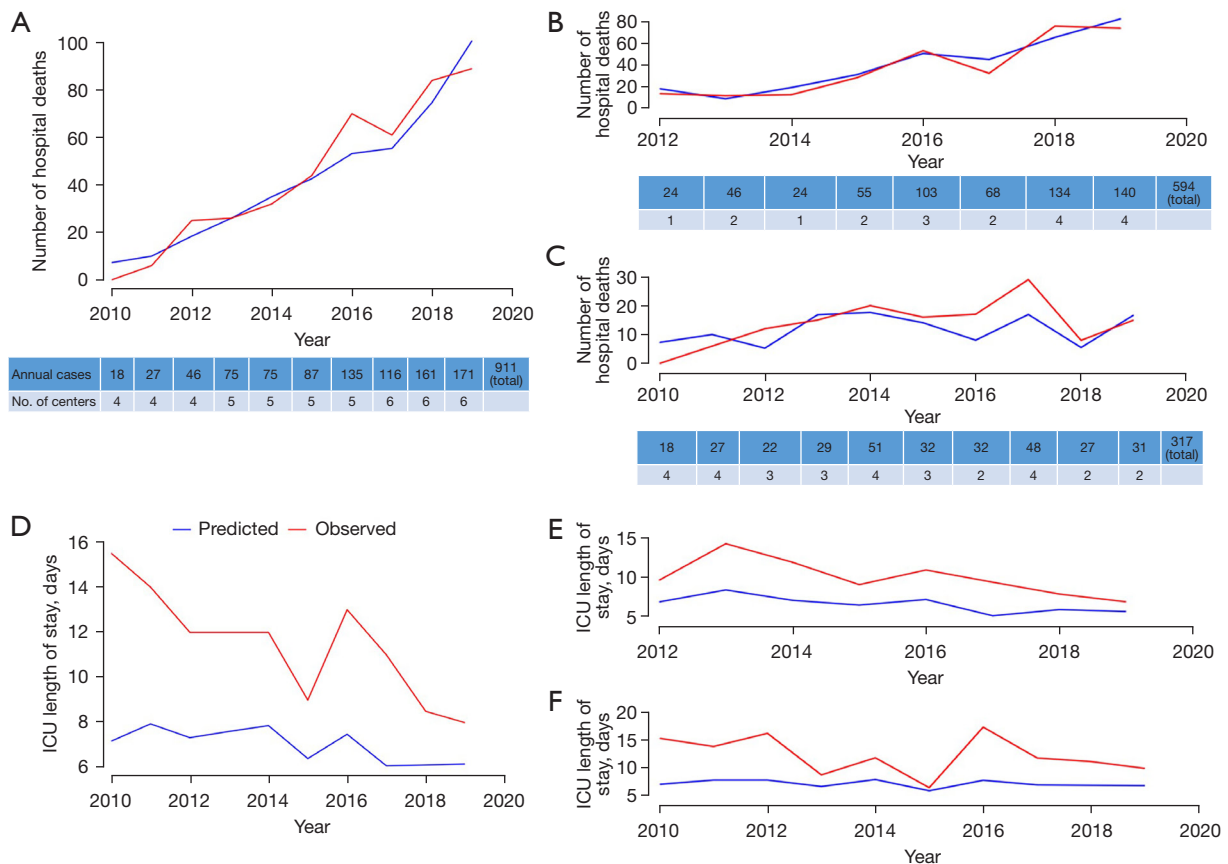 A
Number of hospital deaths
100
80
60
40
20
0
2010 2012 2014 2016 2018 2020
Year
Annual cases 18 27 46 75 75 87 135 116 161 171 911 (total)
No. of centers 4 4 4 5 5 5 5 6 6 6
B
Number of
hospital deaths
80
60
40
20
0
2012 2014 2016 2018 2020
Year
24 46 24 55 103 68 134 140 594 (total)
1 2 1 2 3 2 4 4
C
Number of
hospital deaths
30
20
10
0
2010 2012 2014 2016 2018 2020
Year
18 27 22 29 51 32 32 48 27 31 317 (total)
4 4 3 3 4 3 2 4 2 2
D
Predicted Observed
ICU length of stay, days
16
14
12
10
8
6
2010 2012 2014 2016 2018 2020
Year
E
ICU length of
stay, days
15
10
5
2012 2014 2016 2018 2020
Year
F
ICU length of
stay, days
20
15
10
5
2010 2012 2014 2016 2018 2020
Year